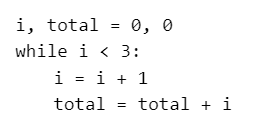 i, total = 0, 0
while i < 3:
    i = i + 1
    total = total + i